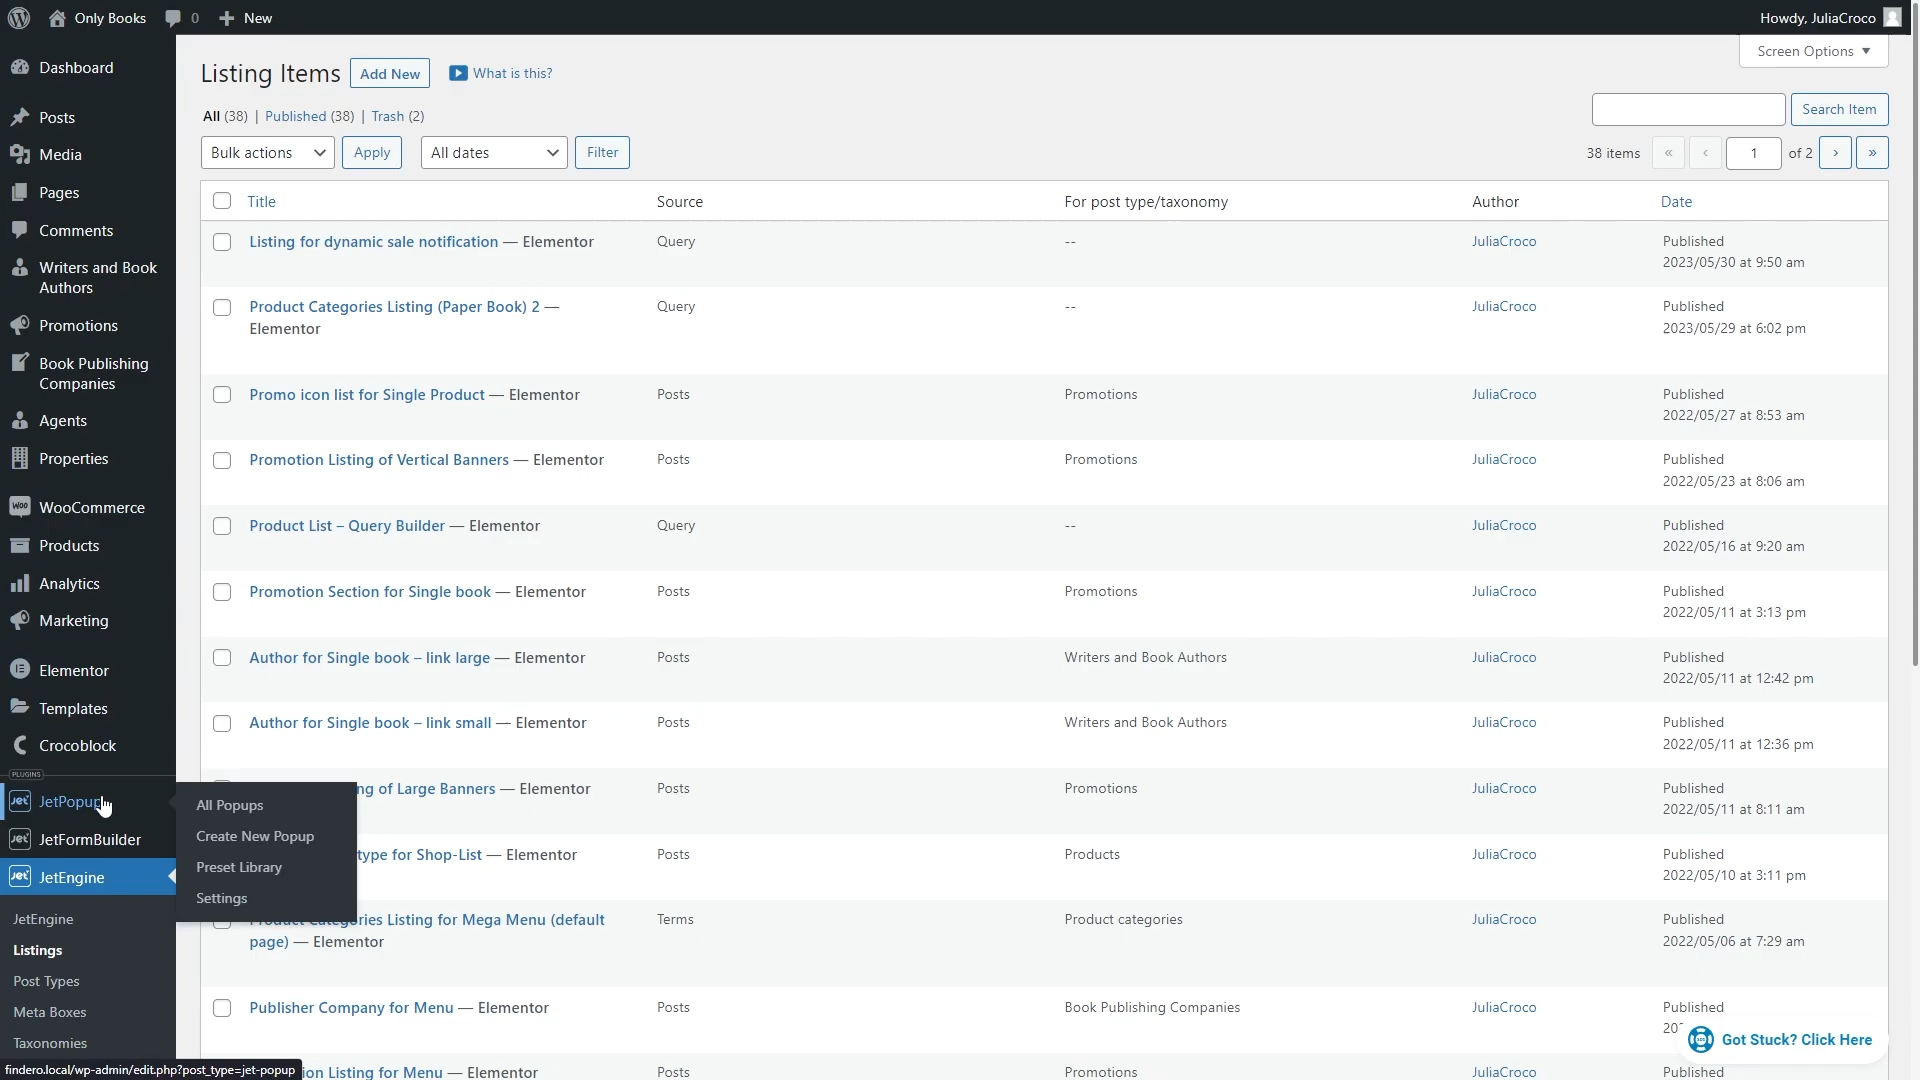 Only Books
0
New
Howdy, JuliaCroco
Dashboard
Posts
Media
Pages
Comments
Writers and Book
Authors
Promotions
Book Publishing
Companies
Agents
Properties
WooCommerce
Products
Analytics
Marketing
Elementor
Templates
Crocoblock
PLUGINS
JetPopup
JetFormBuilder
JetEngine
JetEngine
Listings
Post Types
Meta Boxes
Taxonomies
All Popups
Create New Popup
Preset Library
Settings
findero.local/wp-admin/edit.php?post_type=jet-popup
Screen Options
Listing Items
Add New
What is this?
All (38) | Published (38) | Trash (2)
Search Item
Bulk actions
Apply
All dates
Filter
38 items « ‹ 1 of 2 › »
Title Source For post type/taxonomy Author Date
Listing for dynamic sale notification — Elementor Query -- JuliaCroco Published
2023/05/30 at 9:50 am
Product Categories Listing (Paper Book) 2 — Query -- JuliaCroco Published
Elementor 2023/05/29 at 6:02 pm
Promo icon list for Single Product — Elementor Posts Promotions JuliaCroco Published
2022/05/27 at 8:53 am
Promotion Listing of Vertical Banners — Elementor Posts Promotions JuliaCroco Published
2022/05/23 at 8:06 am
Product List – Query Builder — Elementor Query -- JuliaCroco Published
2022/05/16 at 9:20 am
Promotion Section for Single book — Elementor Posts Promotions JuliaCroco Published
2022/05/11 at 3:13 pm
Author for Single book – link large — Elementor Posts Writers and Book Authors JuliaCroco Published
2022/05/11 at 12:42 pm
Author for Single book – link small — Elementor Posts Writers and Book Authors JuliaCroco Published
2022/05/11 at 12:36 pm
ng of Large Banners — Elementor Posts Promotions JuliaCroco Published
2022/05/11 at 8:11 am
type for Shop-List — Elementor Posts Products JuliaCroco Published
2022/05/10 at 3:11 pm
Product Categories Listing for Mega Menu (default Terms Product categories JuliaCroco Published
page) — Elementor 2022/05/06 at 7:29 am
Publisher Company for Menu — Elementor Posts Book Publishing Companies JuliaCroco Published
Got Stuck? Click Here
ion Listing for Menu — Elementor Posts Promotions JuliaCroco Published